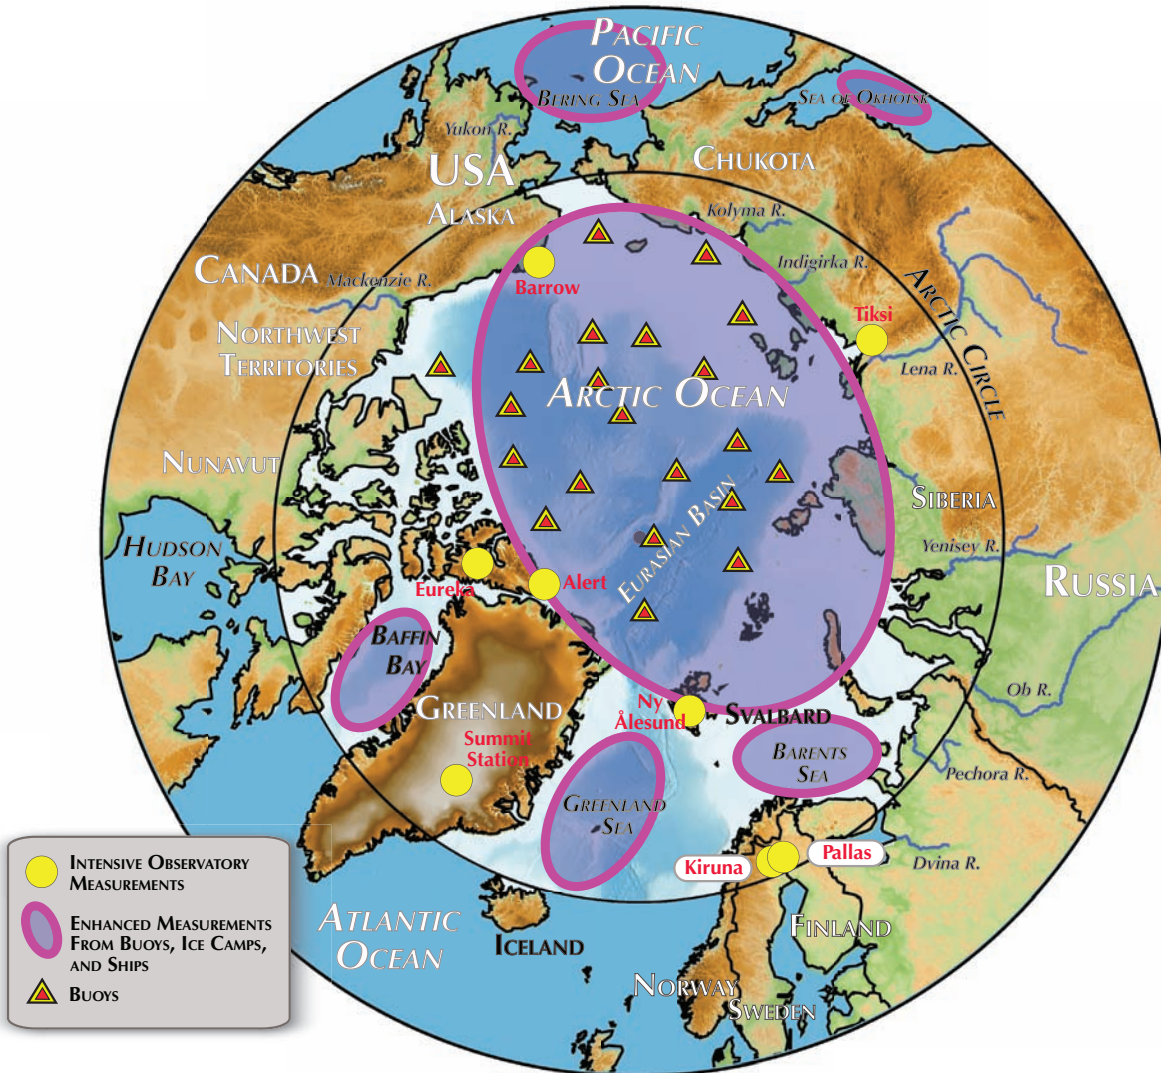 PACIFIC
OCEAN
BERING SEA
SEA OF OKHOTSK
Yukon R.
USA
ALASKA
CHUKOTA
Kolyma R.
CANADA
Mackenzie R.
Barrow
Indigirka R.
ARCTIC CIRCLE
Tiksi
NORTHWEST
TERRITORIES
Lena R.
ARCTIC OCEAN
NUNAVUT
SIBERIA
EURASIAN BASIN
HUDSON
BAY
Yenisey R.
Eureka
Alert
RUSSIA
BAFFIN
BAY
Ob R.
GREENLAND
Ny
Ålesund
SVALBARD
Summit
Station
BARENTS
SEA
Pechora R.
GREENLAND
SEA
Kiruna
Pallas
Dvina R.
ATLANTIC
OCEAN
ICELAND
FINLAND
NORWAY
SWEDEN
INTENSIVE OBSERVATORY
MEASUREMENTS
ENHANCED MEASUREMENTS
FROM BUOYS, ICE CAMPS,
AND SHIPS
BUOYS